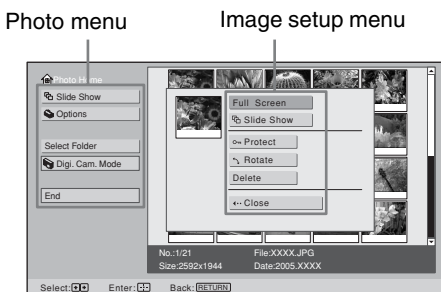 Photo menu
Image setup menu
Photo Home
Slide Show
Options
Select Folder
Digi. Cam. Mode
End
Full Screen
Slide Show
Protect
Rotate
Delete
Close
No.:1/21 File:XXXX.JPG
Size:2592x1944 Date:2005.XXXX
Select: Enter: Back: RETURN